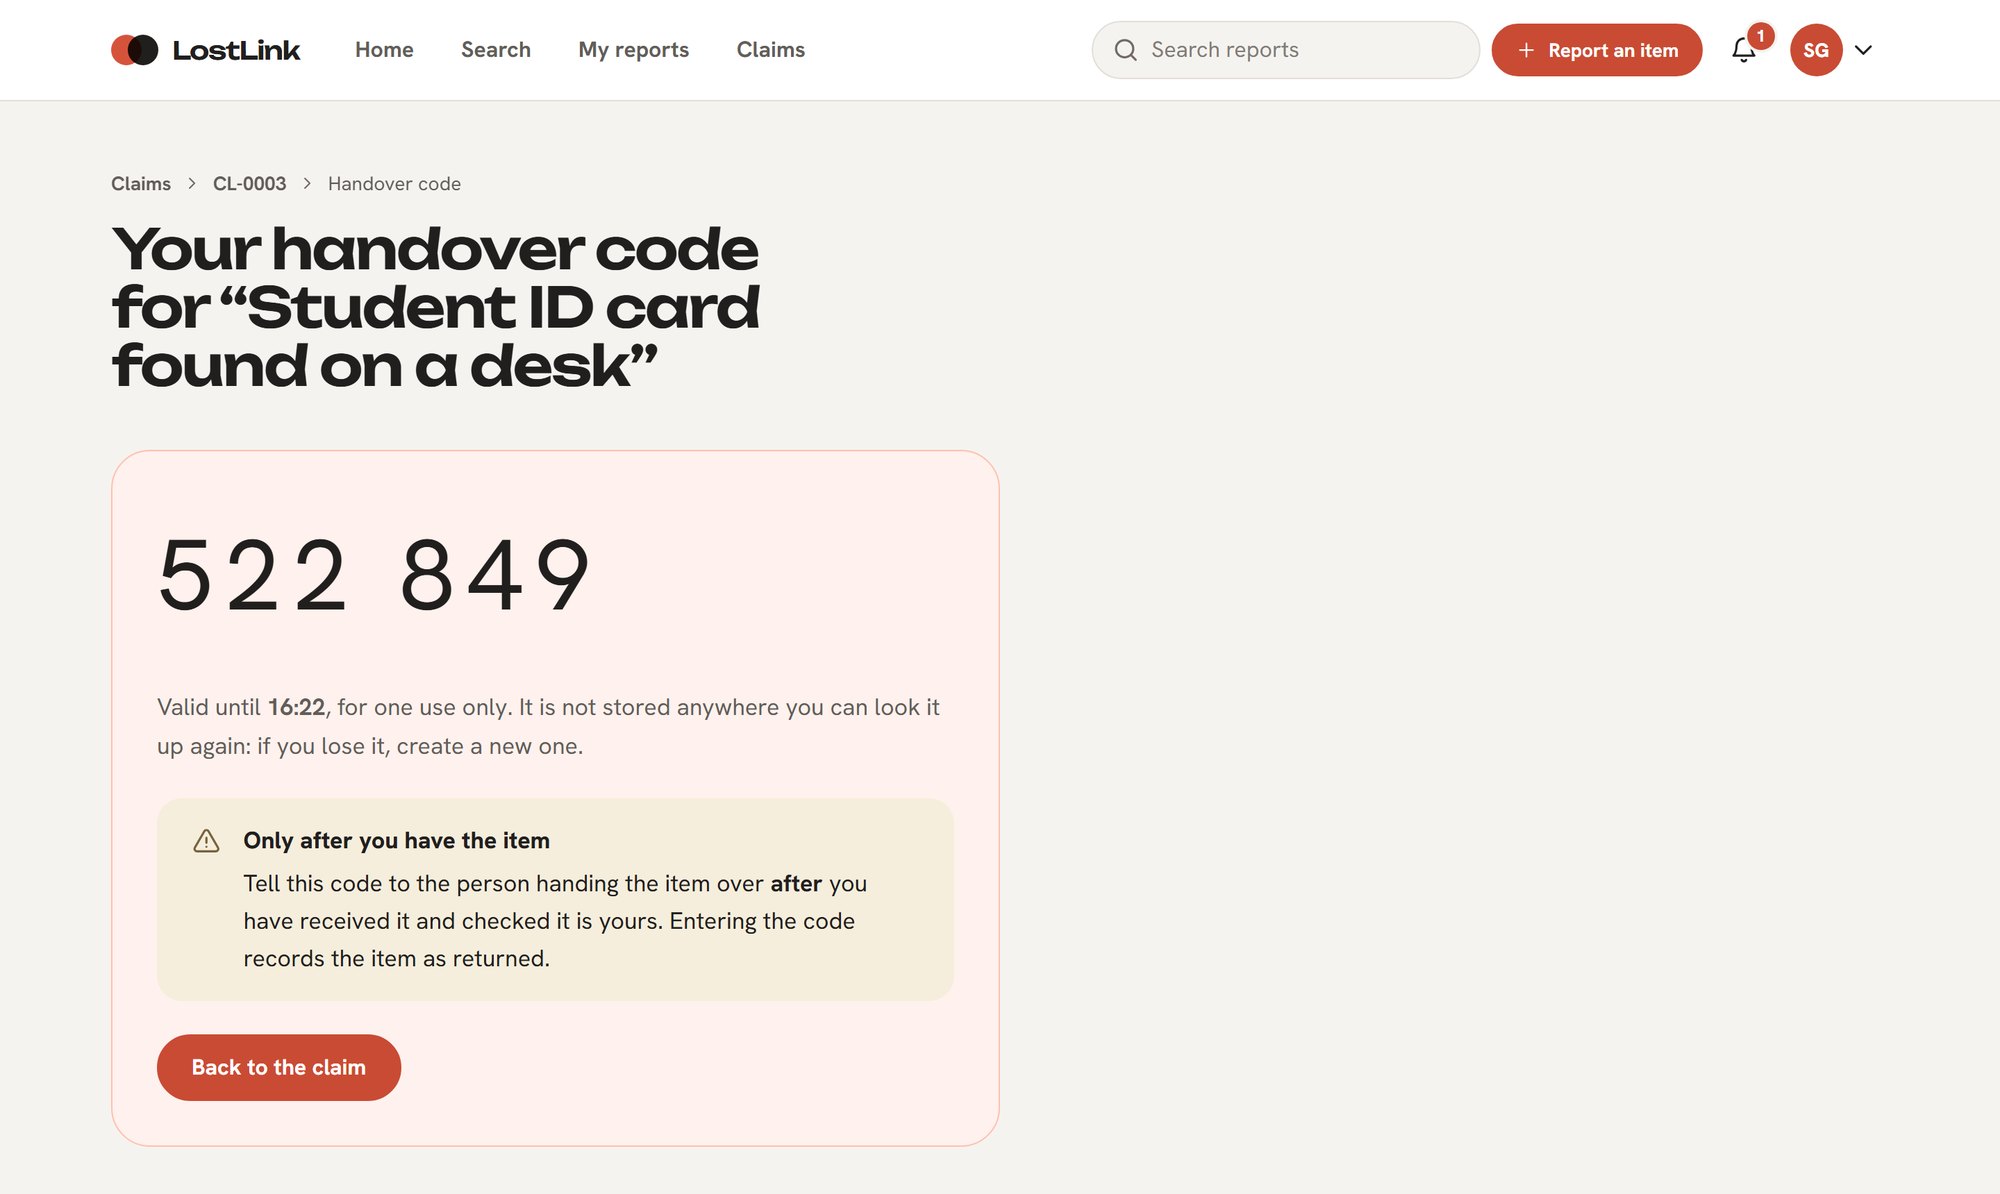 LostLink Home Search My reports Claims Search reports + Report an item 1 SG
Claims > CL-0003 > Handover code
Your handover code
for “Student ID card
found on a desk”
522 849
Valid until 16:22, for one use only. It is not stored anywhere you can look it
up again: if you lose it, create a new one.
Only after you have the item
Tell this code to the person handing the item over after you
have received it and checked it is yours. Entering the code
records the item as returned.
Back to the claim